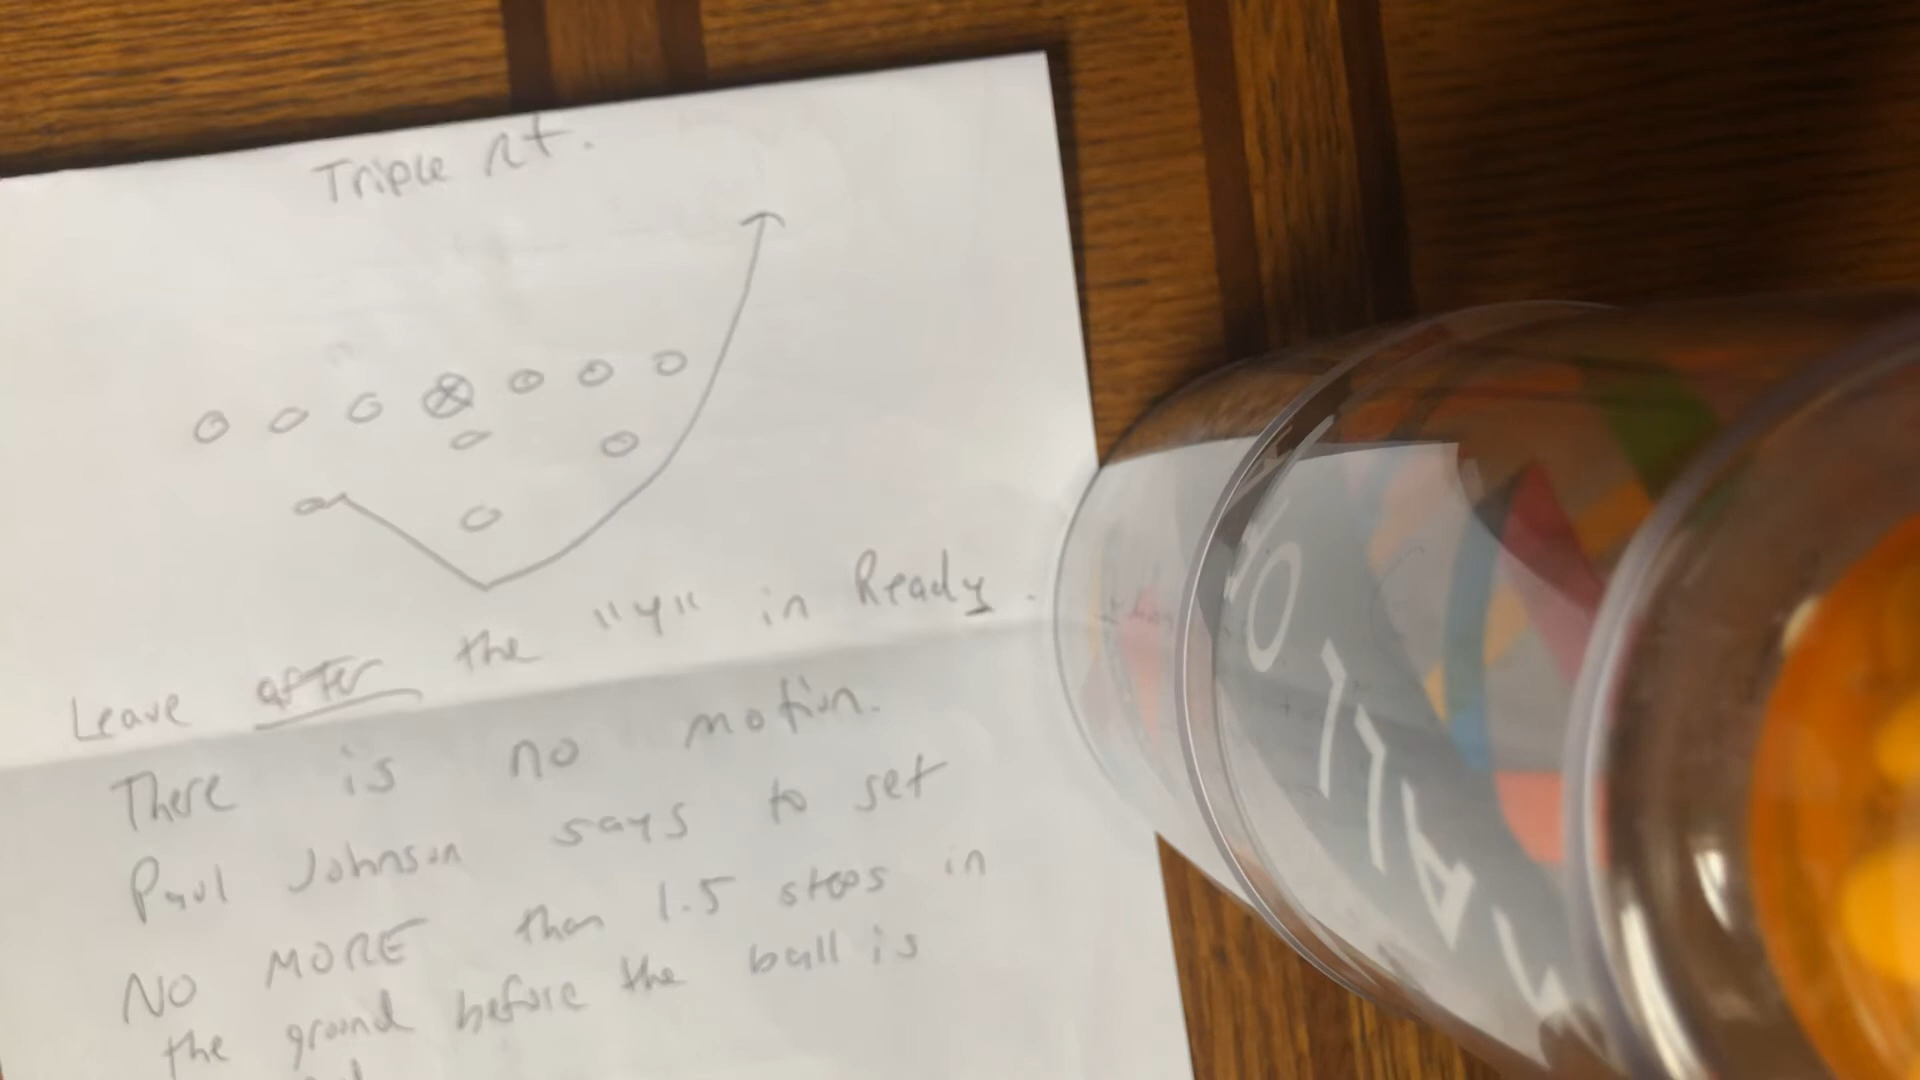 Triple rt.
Leave after the "y" in Ready.
There is no motion.
Paul Johnson says to set
NO MORE than 1.5 steps in
the ground before the ball is